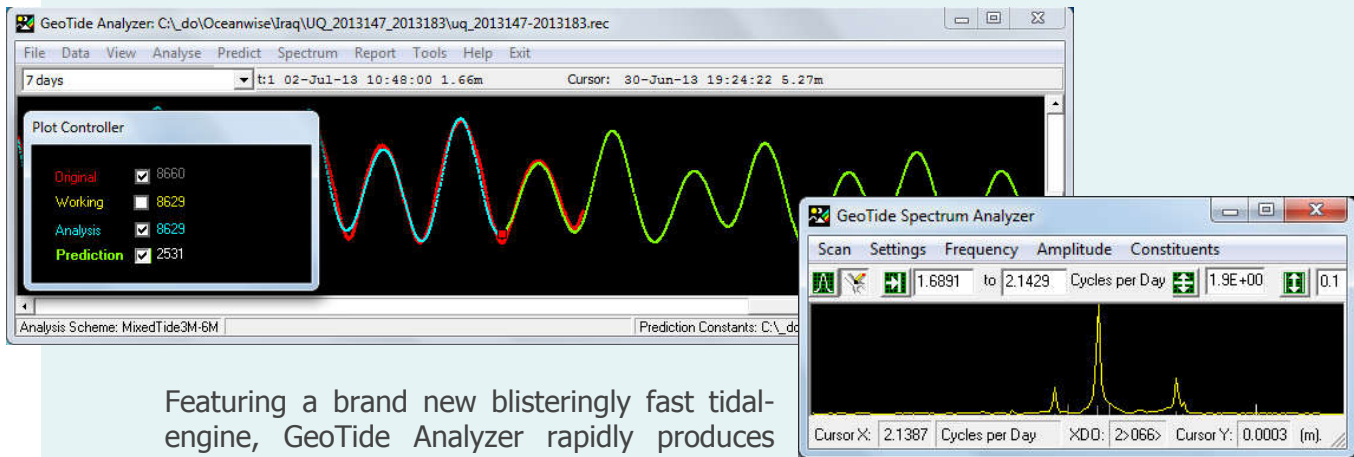 GeoTide Analyzer: C:\_do\Oceanwise\Iraq\UQ_2013147_2013183\uq_2013147-2013183.rec
File Data View Analyse Predict Spectrum Report Tools Help Exit
7 days t:1 02-Jul-13 10:48:00 1.66m Cursor: 30-Jun-13 19:24:22 5.27m
Plot Controller
Original 8660
Working 8629
Analysis 8629
Prediction 2531
Analysis Scheme: MixedTide3M-6M Prediction Constants: C:\_do
GeoTide Spectrum Analyzer
Scan Settings Frequency Amplitude Constituents
1.6891 to 2.1429 Cycles per Day 1.9E+00 0.1
Cursor X: 2.1387 Cycles per Day XDO: 2>066> Cursor Y: 0.0003 (m).
Featuring a brand new blisteringly fast tidal-
engine, GeoTide Analyzer rapidly produces